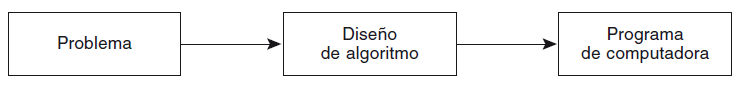 Problema
Diseño
de algoritmo
Programa
de computadora